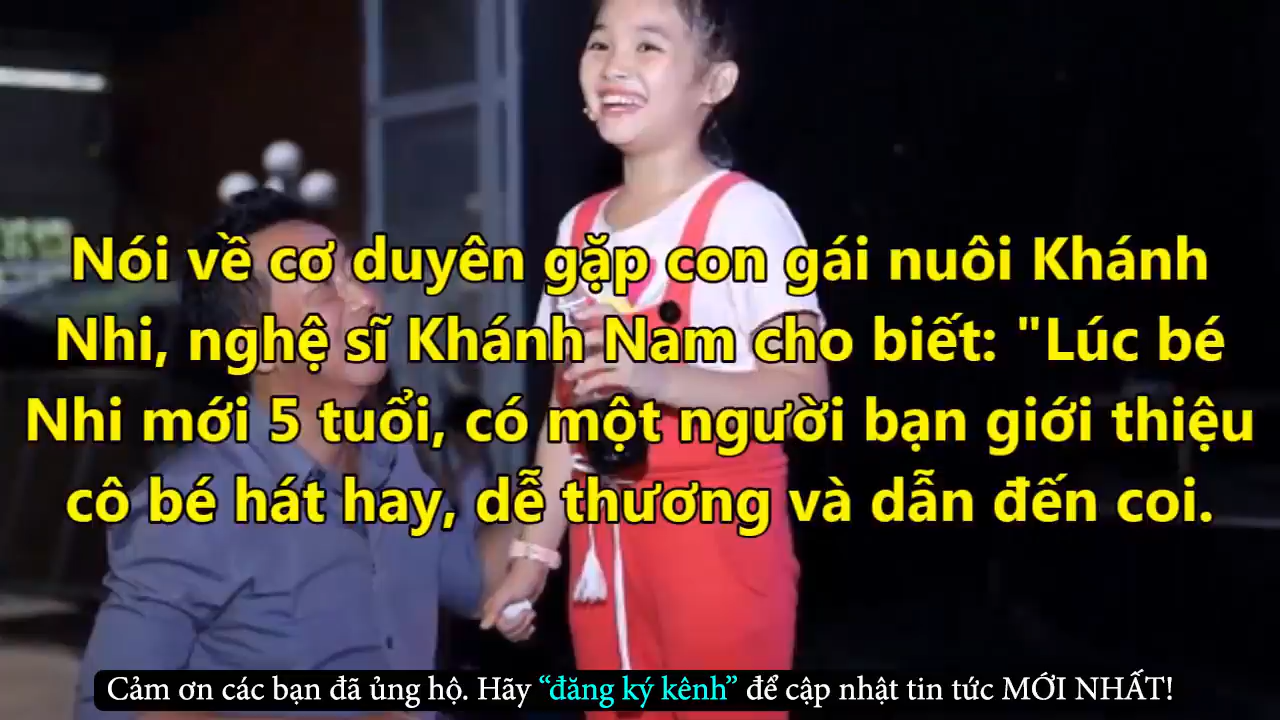 Nói về cơ duyên gặp con gái nuôi Khánh
Nhi, nghệ sĩ Khánh Nam cho biết: "Lúc bé
Nhi mới 5 tuổi, có một người bạn giới thiệu
cô bé hát hay, dễ thương và dẫn đến coi.
Cảm ơn các bạn đã ủng hộ. Hãy “đăng ký kênh” để cập nhật tin tức MỚI NHẤT!